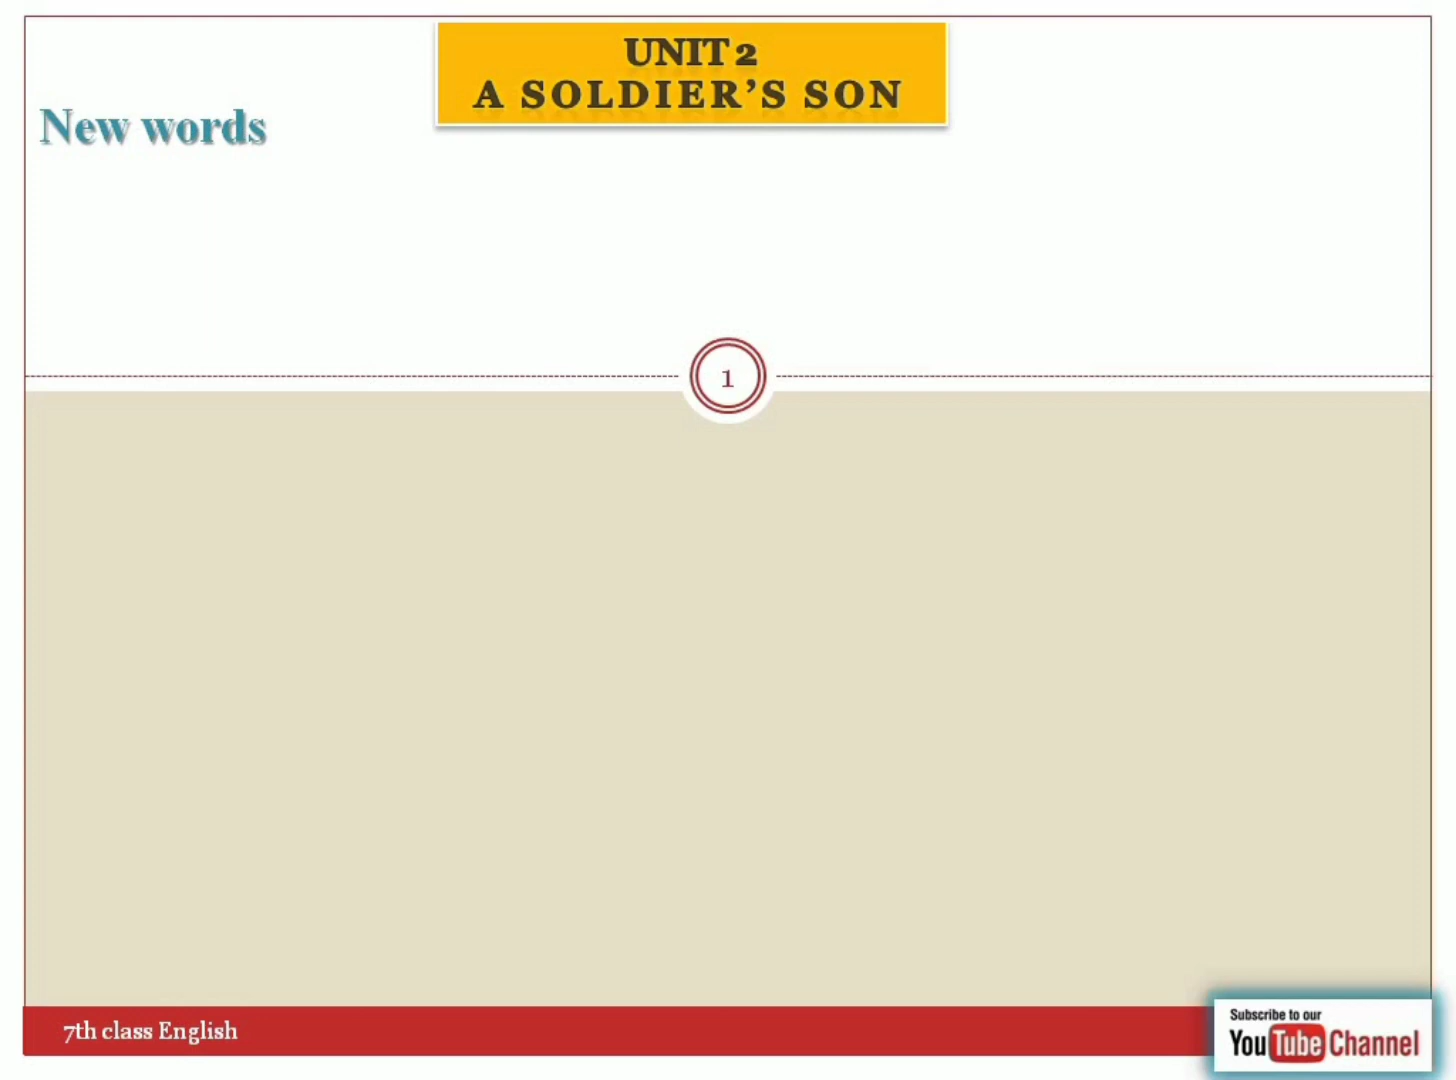 UNIT 2
A SOLDIER’S SON
New words
1
7th class English
Subscribe to our
YouTube Channel